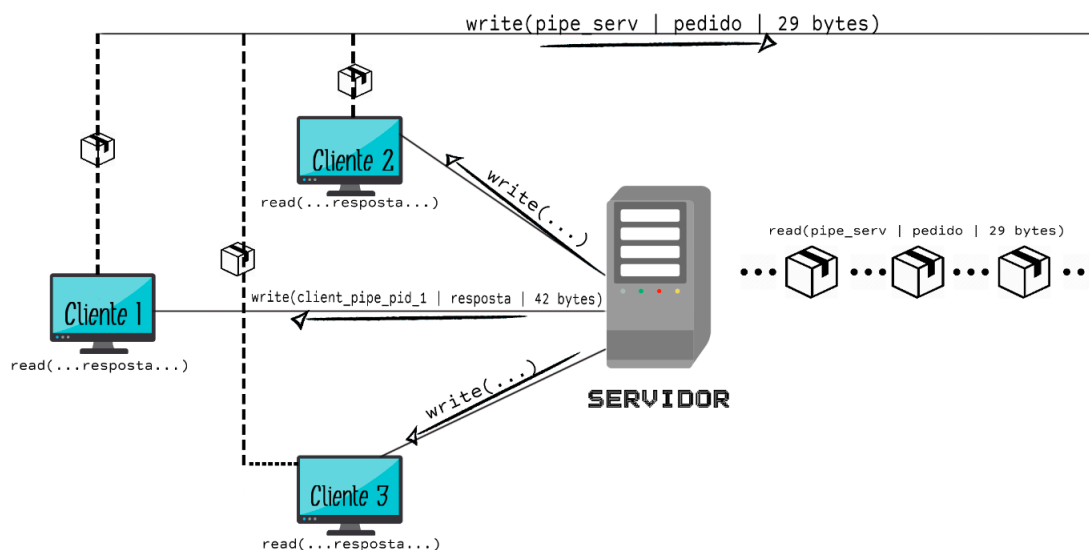 write(pipe_serv | pedido | 29 bytes)
Cliente 2
read(...resposta...)
write(...)
read(pipe_serv | pedido | 29 bytes)
write(client_pipe_pid_1 | resposta | 42 bytes)
Cliente 1
read(...resposta...)
write(...)
SERVIDOR
Cliente 3
read(...resposta...)